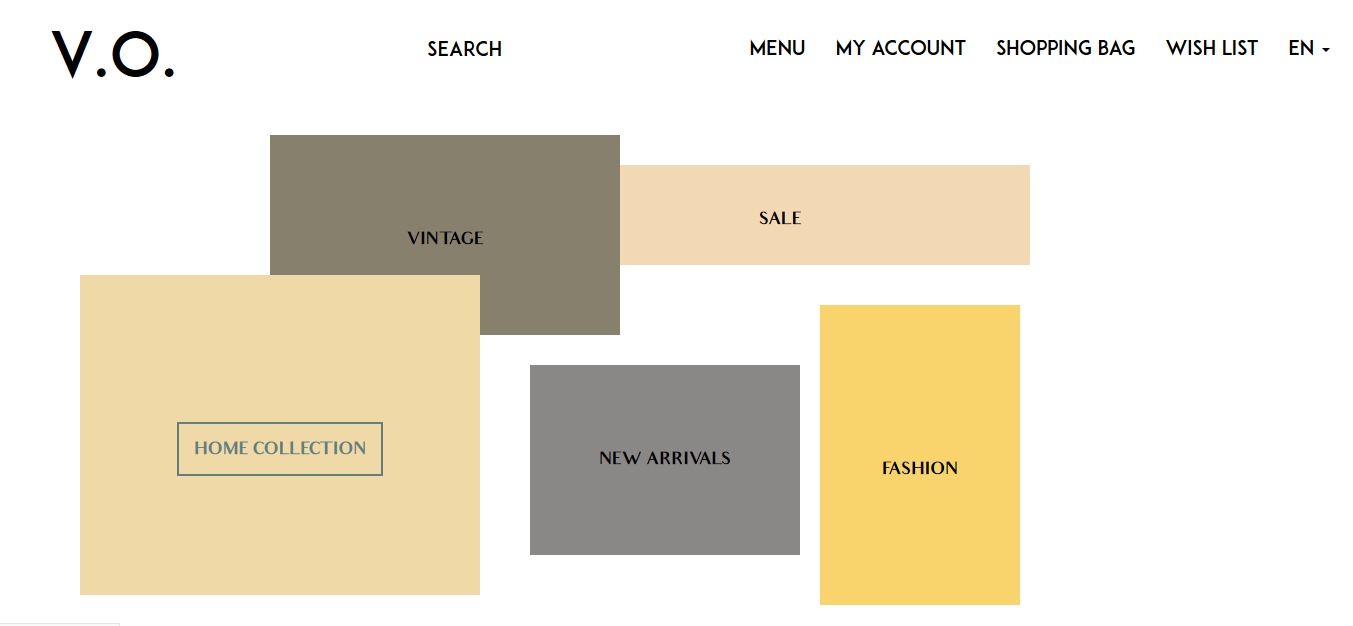 V.O.
SEARCH
MENU
MY ACCOUNT
SHOPPING BAG
WISH LIST
EN
SALE
VINTAGE
HOME COLLECTION
NEW ARRIVALS
FASHION